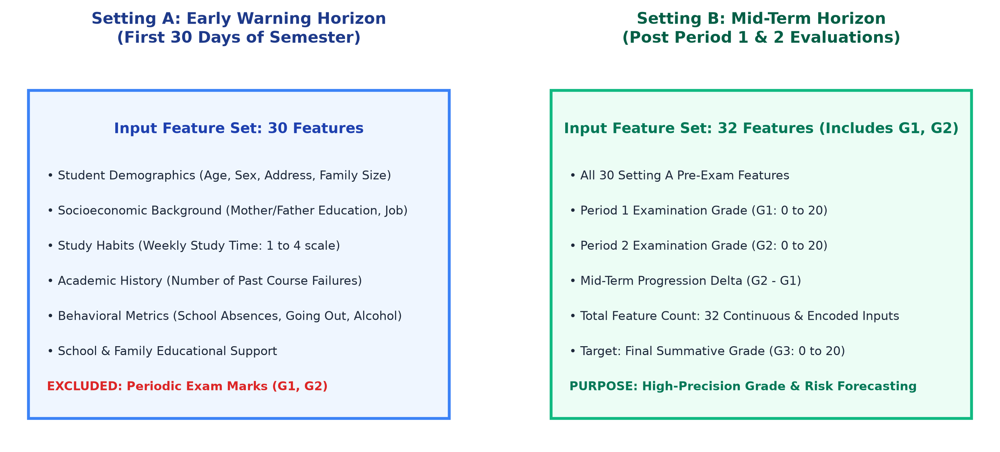 Setting A: Early Warning Horizon
(First 30 Days of Semester)
Input Feature Set: 30 Features
• Student Demographics (Age, Sex, Address, Family Size)
• Socioeconomic Background (Mother/Father Education, Job)
• Study Habits (Weekly Study Time: 1 to 4 scale)
• Academic History (Number of Past Course Failures)
• Behavioral Metrics (School Absences, Going Out, Alcohol)
• School & Family Educational Support
EXCLUDED: Periodic Exam Marks (G1, G2)
Setting B: Mid-Term Horizon
(Post Period 1 & 2 Evaluations)
Input Feature Set: 32 Features (Includes G1, G2)
• All 30 Setting A Pre-Exam Features
• Period 1 Examination Grade (G1: 0 to 20)
• Period 2 Examination Grade (G2: 0 to 20)
• Mid-Term Progression Delta (G2 - G1)
• Total Feature Count: 32 Continuous & Encoded Inputs
• Target: Final Summative Grade (G3: 0 to 20)
PURPOSE: High-Precision Grade & Risk Forecasting